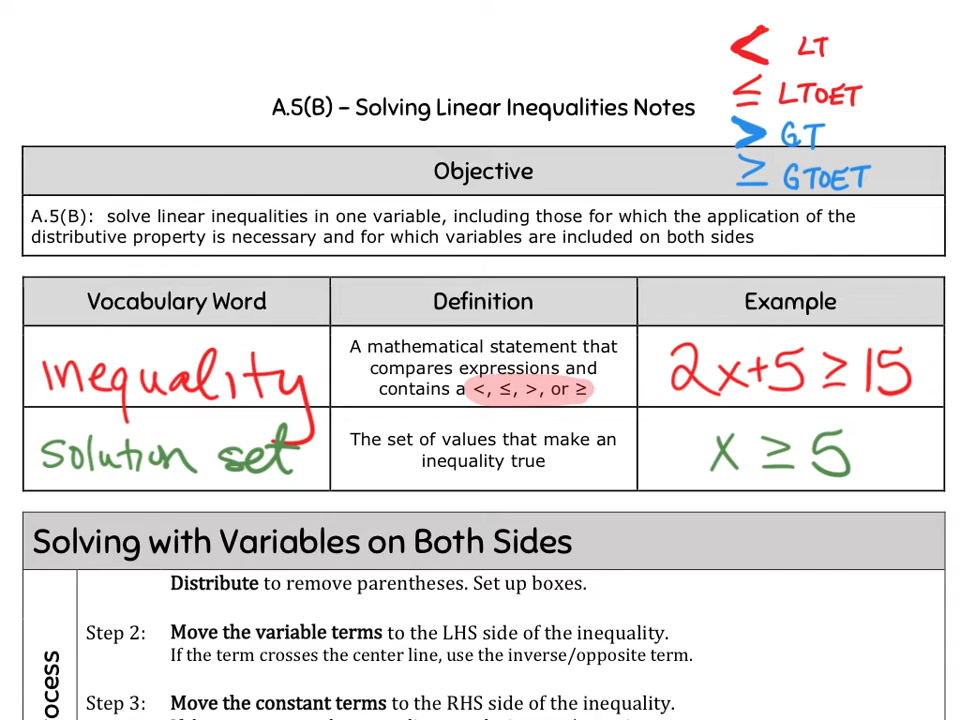 < LT
≤ LTOET
A.5(B) – Solving Linear Inequalities Notes
> GT
≥ GTOET
Objective
A.5(B): solve linear inequalities in one variable, including those for which the application of the
distributive property is necessary and for which variables are included on both sides
Vocabulary Word
Definition
Example
inequality
A mathematical statement that
compares expressions and
contains a <, ≤, >, or ≥
2x+5 ≥ 15
solution set
The set of values that make an
inequality true
x ≥ 5
Solving with Variables on Both Sides
Distribute to remove parentheses. Set up boxes.
Step 2: Move the variable terms to the LHS side of the inequality.
If the term crosses the center line, use the inverse/opposite term.
Step 3: Move the constant terms to the RHS side of the inequality.